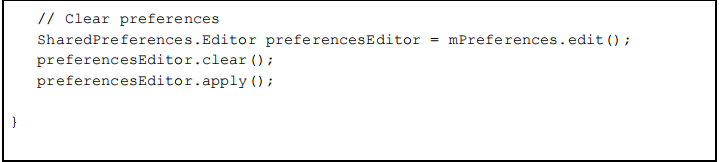 // Clear preferences
SharedPreferences.Editor preferencesEditor = mPreferences.edit();
preferencesEditor.clear();
preferencesEditor.apply();
}